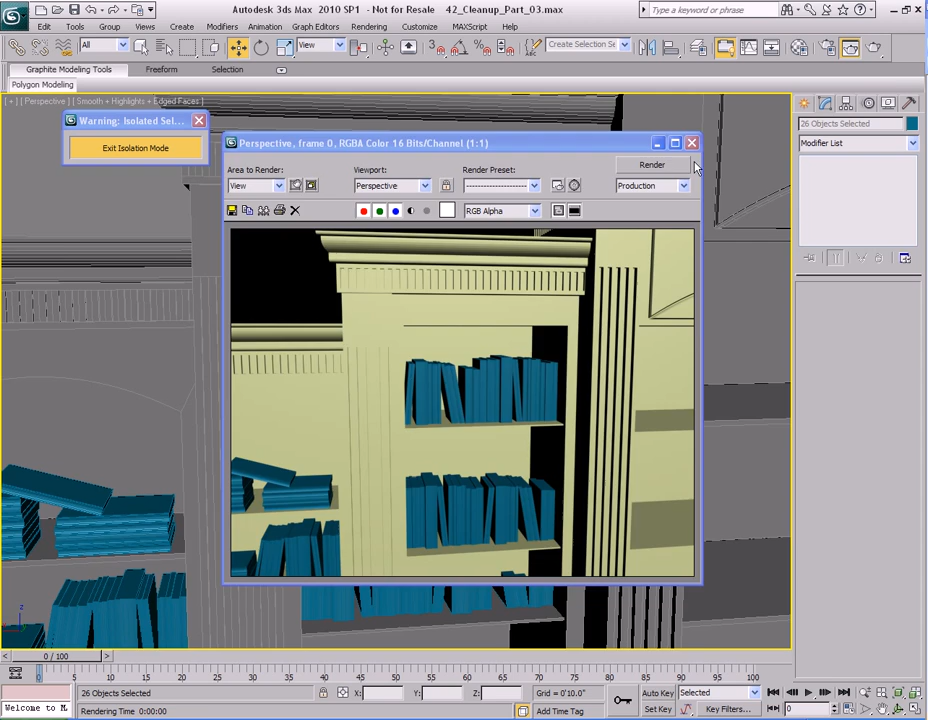 Autodesk 3ds Max 2010 SP1 - Not for Resale 42_Cleanup_Part_03.max
Type a keyword or phrase
Edit Tools Group Views Create Modifiers Animation Graph Editors Rendering Customize MAXScript Help
All
View
Create Selection Se
Graphite Modeling Tools Freeform Selection
Polygon Modeling
[ + ] [ Perspective ] [ Smooth + Highlights + Edged Faces ]
Warning: Isolated Sel...
Exit Isolation Mode
Perspective, frame 0, RGBA Color 16 Bits/Channel (1:1)
Area to Render:
View
Viewport:
Perspective
Render Preset:
Render
Production
RGB Alpha
26 Objects Selected
Modifier List
z
0 / 100
0 5 10 15 20 25 30 35 40 45 50 55 60 65 70 75 80 85 90 95 100
26 Objects Selected
X: Y: Z:
Grid = 0'10.0"
Auto Key Selected
Welcome to M
Rendering Time 0:00:00
Add Time Tag
Set Key Key Filters...
0